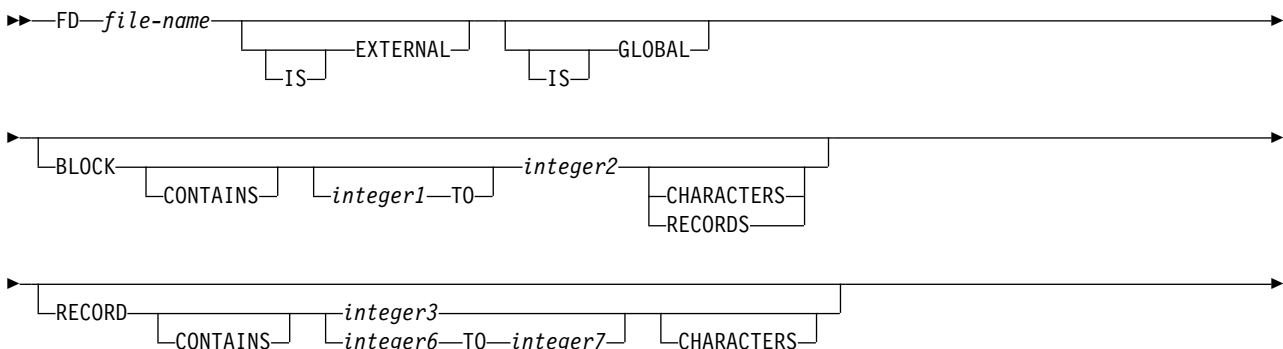 FD file-name EXTERNAL GLOBAL
IS IS
BLOCK integer2
CONTAINS integer1 TO CHARACTERS
RECORDS
RECORD integer3
CONTAINS integer6 TO integer7 CHARACTERS